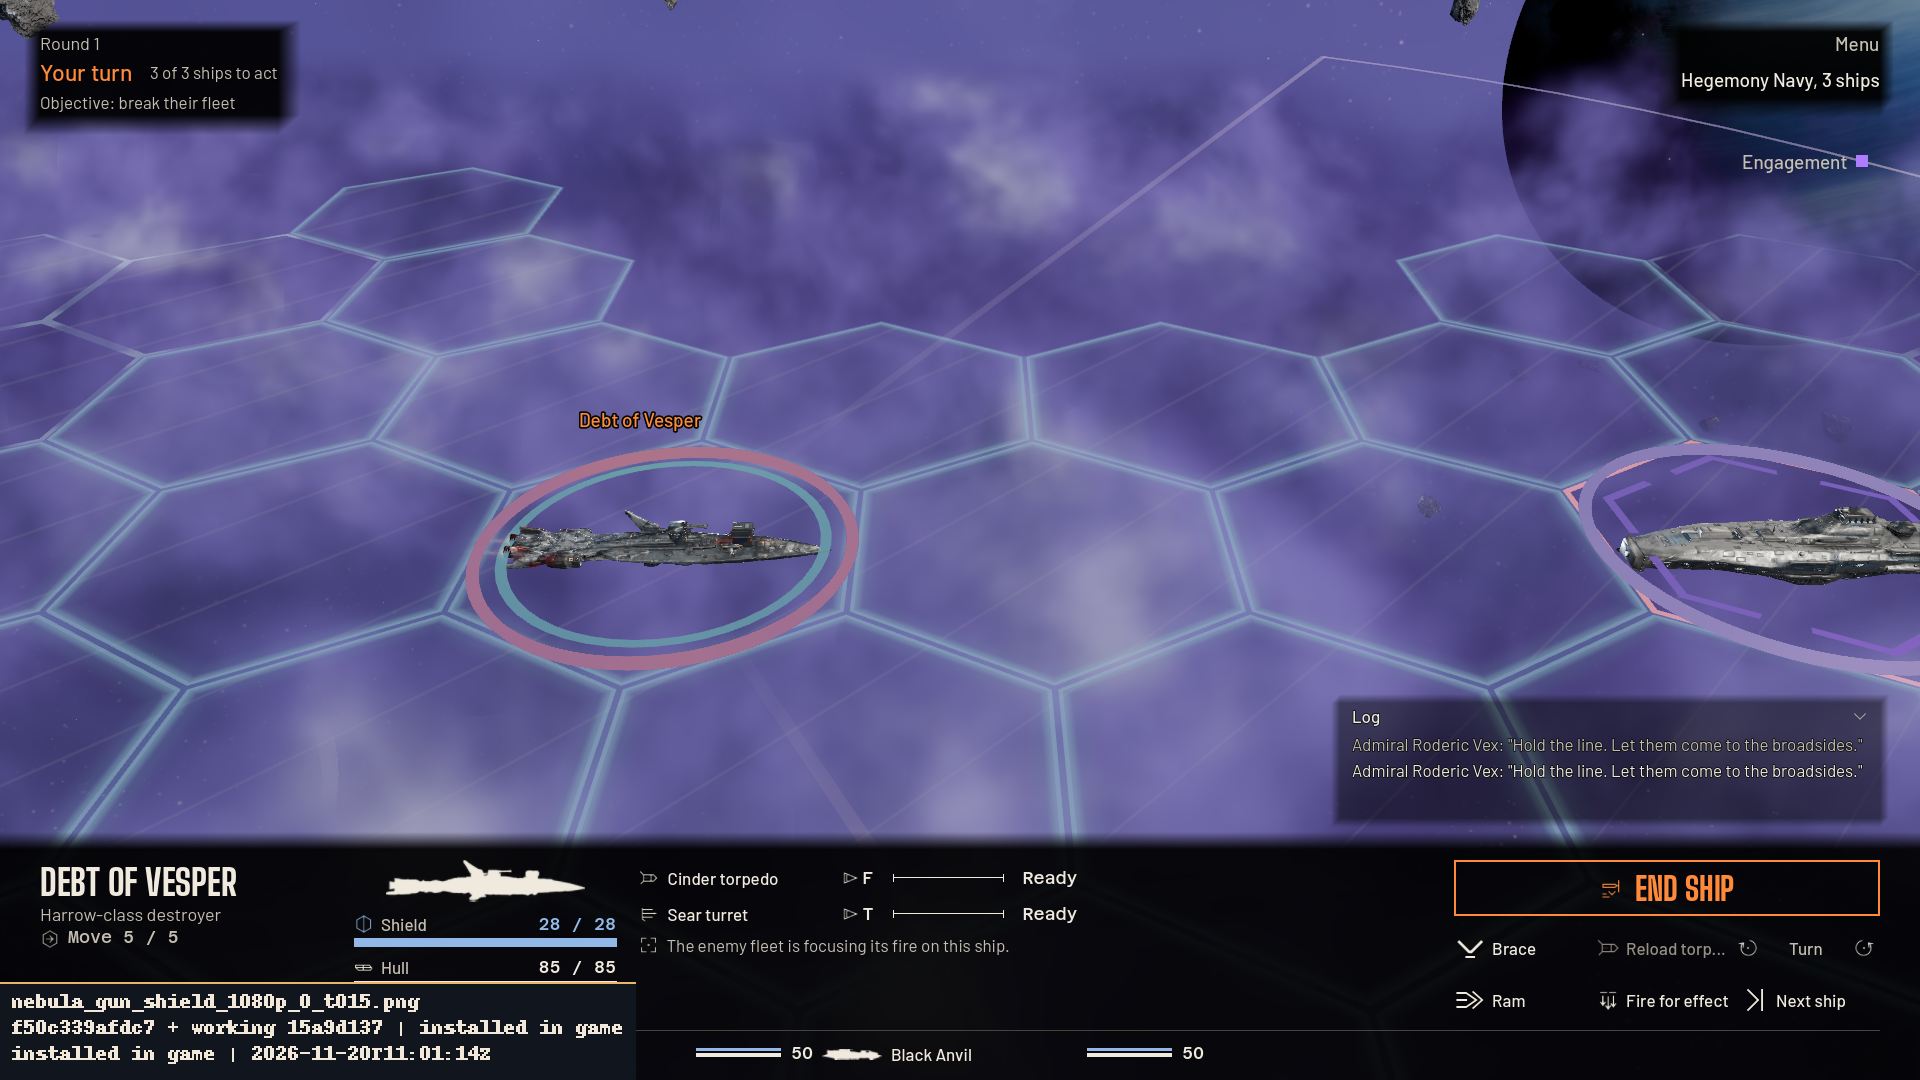 Round 1
Your turn 3 of 3 ships to act
Objective: break their fleet
Menu
Hegemony Navy, 3 ships
Engagement
Debt of Vesper
Log
Admiral Roderic Vex: "Hold the line. Let them come to the broadsides."
Admiral Roderic Vex: "Hold the line. Let them come to the broadsides."
DEBT OF VESPER
Harrow-class destroyer
Move 5 / 5
Shield 28 / 28
Hull 85 / 85
Cinder torpedo F Ready
Sear turret T Ready
The enemy fleet is focusing its fire on this ship.
END SHIP
Brace Reload torp... Turn
Ram Fire for effect Next ship
nebula_gun_shield_1080p_0_t015.png
f50c339afdc7 + working 15a9d137 | installed in game
installed in game | 2026-11-20T11:01:14Z
50 Black Anvil 50